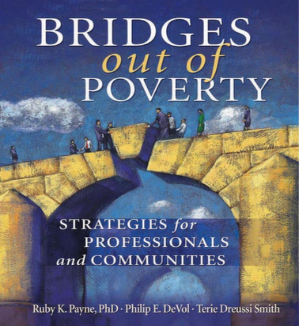 BRIDGES
out of
POVERTY
STRATEGIES for
PROFESSIONALS
and COMMUNITIES
Ruby K. Payne, PhD • Philip E. DeVol • Terie Dreussi Smith